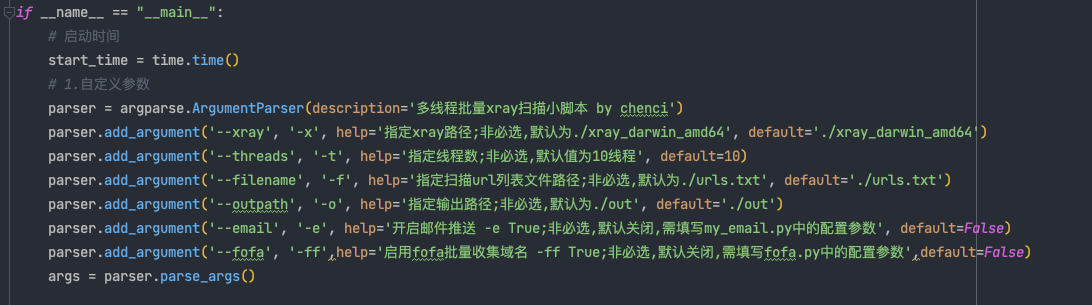 if __name__ == "__main__":
    # 启动时间
    start_time = time.time()
    # 1.自定义参数
    parser = argparse.ArgumentParser(description='多线程批量xray扫描小脚本 by chenci')
    parser.add_argument('--xray', '-x', help='指定xray路径;非必选,默认为./xray_darwin_amd64', default='./xray_darwin_amd64')
    parser.add_argument('--threads', '-t', help='指定线程数;非必选,默认值为10线程', default=10)
    parser.add_argument('--filename', '-f', help='指定扫描url列表文件路径;非必选,默认为./urls.txt', default='./urls.txt')
    parser.add_argument('--outpath', '-o', help='指定输出路径;非必选,默认为./out', default='./out')
    parser.add_argument('--email', '-e', help='开启邮件推送 -e True;非必选,默认关闭,需填写my_email.py中的配置参数', default=False)
    parser.add_argument('--fofa', '-ff',help='启用fofa批量收集域名 -ff True;非必选,默认关闭,需填写fofa.py中的配置参数',default=False)
    args = parser.parse_args()